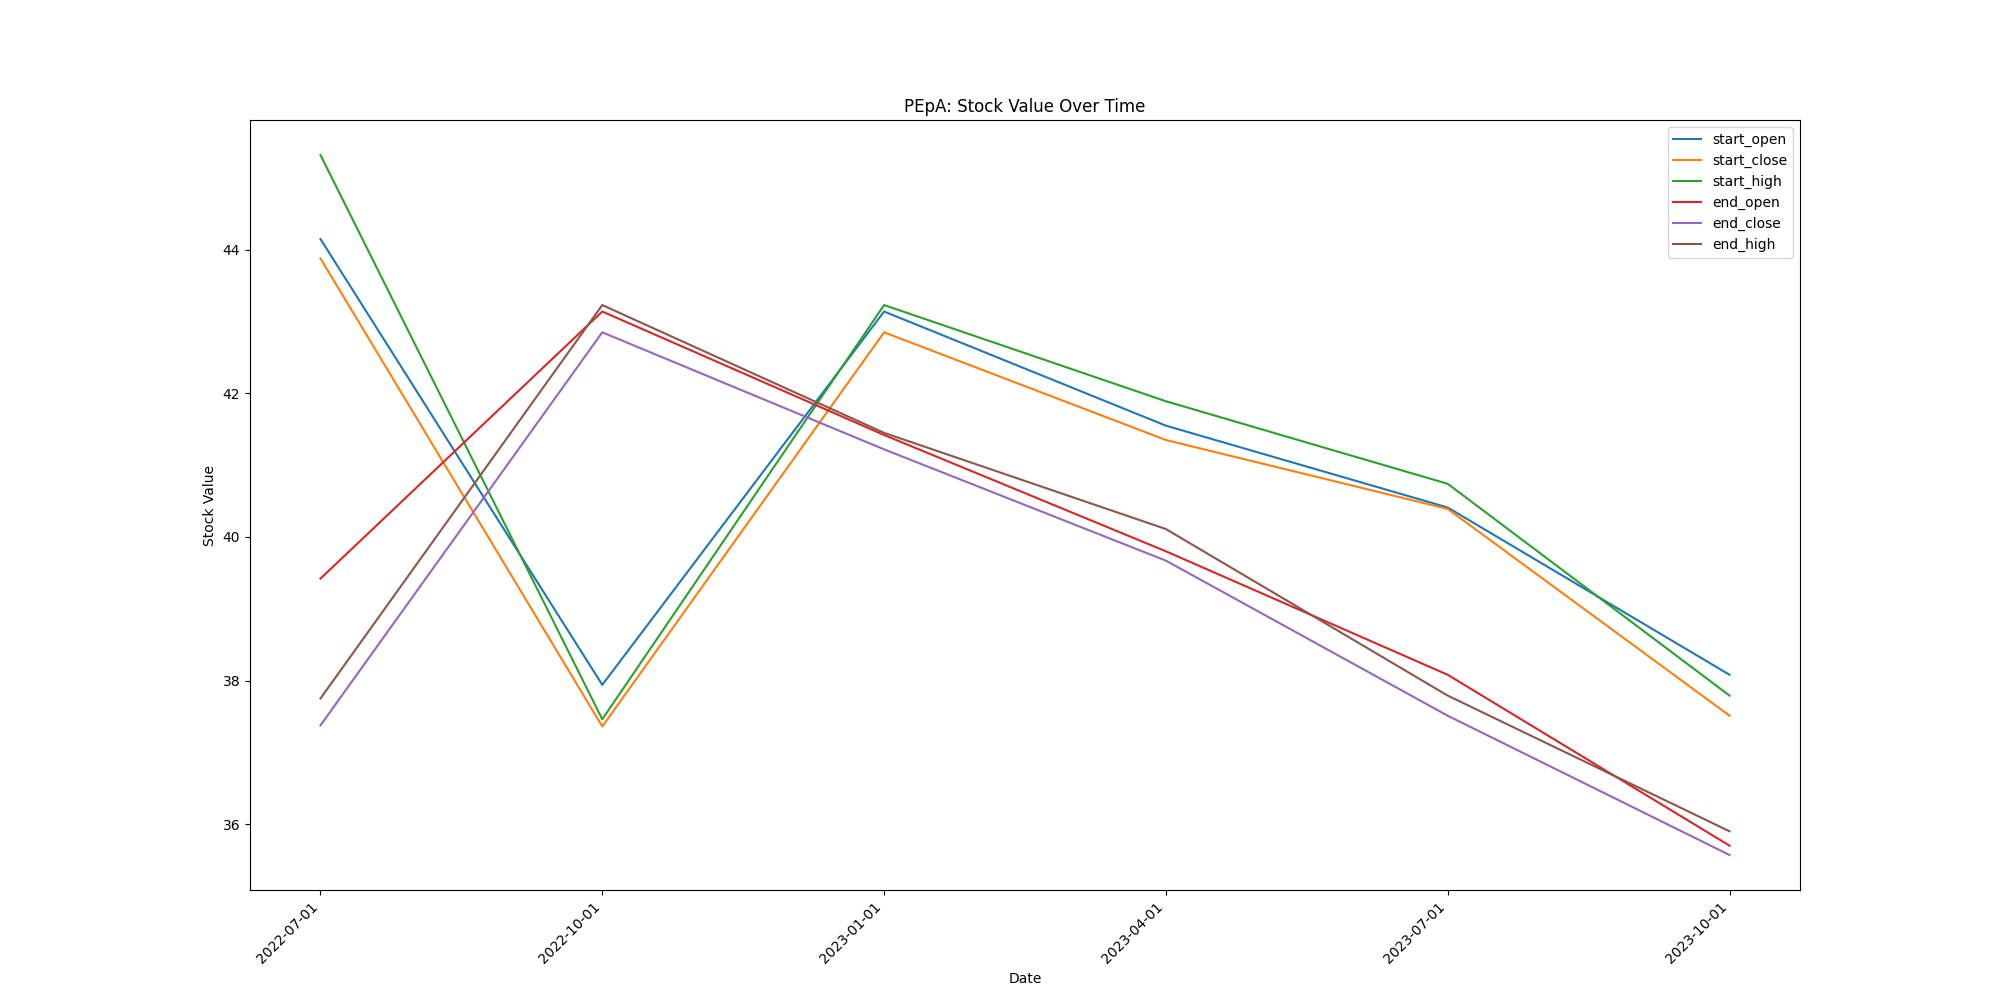 PEpA: Stock Value Over Time
start_open
start_close
start_high
end_open
end_close
end_high
Stock Value
44
42
40
38
36
2022-07-01
2022-10-01
2023-01-01
2023-04-01
2023-07-01
2023-10-01
Date